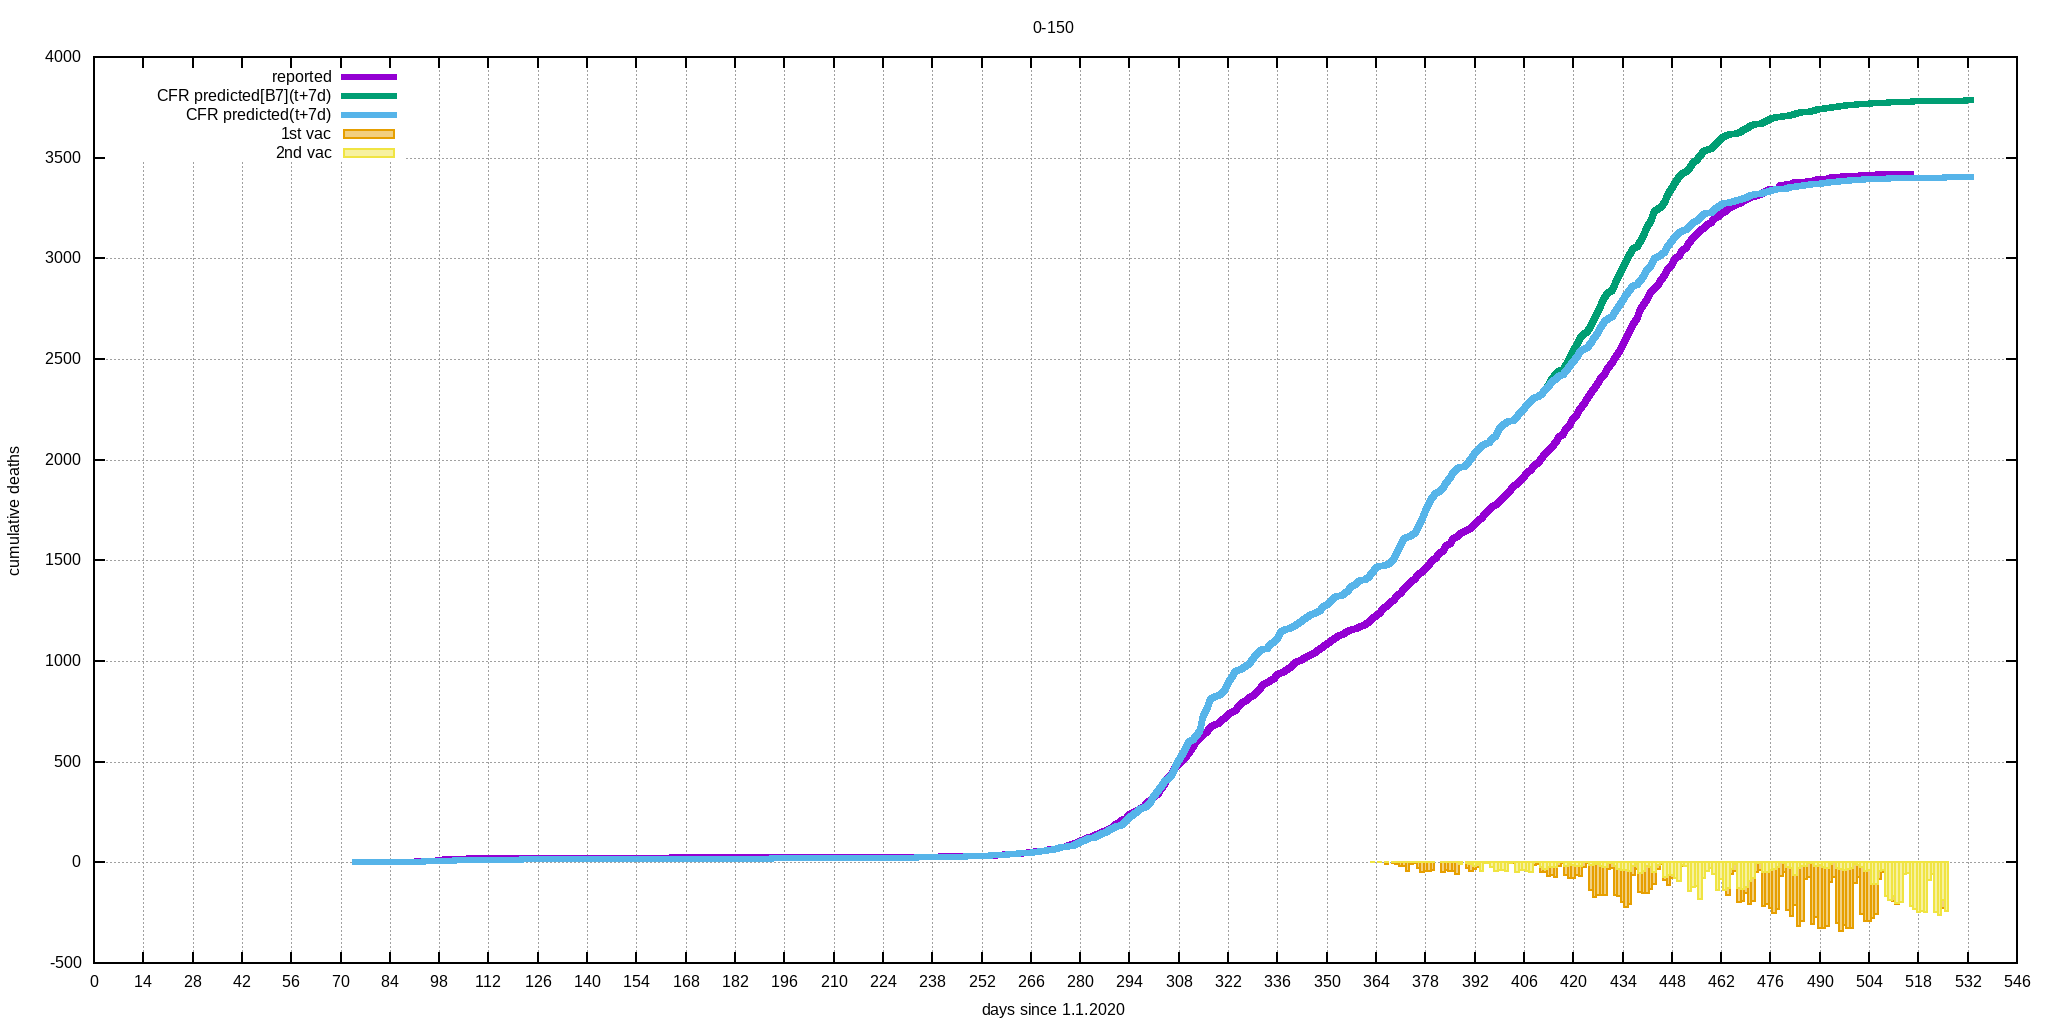 0-150
4000
3500
3000
2500
2000
1500
1000
500
0
-500
cumulative deaths
reported
CFR predicted[B7](t+7d)
CFR predicted(t+7d)
1st vac
2nd vac
0 14 28 42 56 70 84 98 112 126 140 154 168 182 196 210 224 238 252 266 280 294 308 322 336 350 364 378 392 406 420 434 448 462 476 490 504 518 532 546
days since 1.1.2020